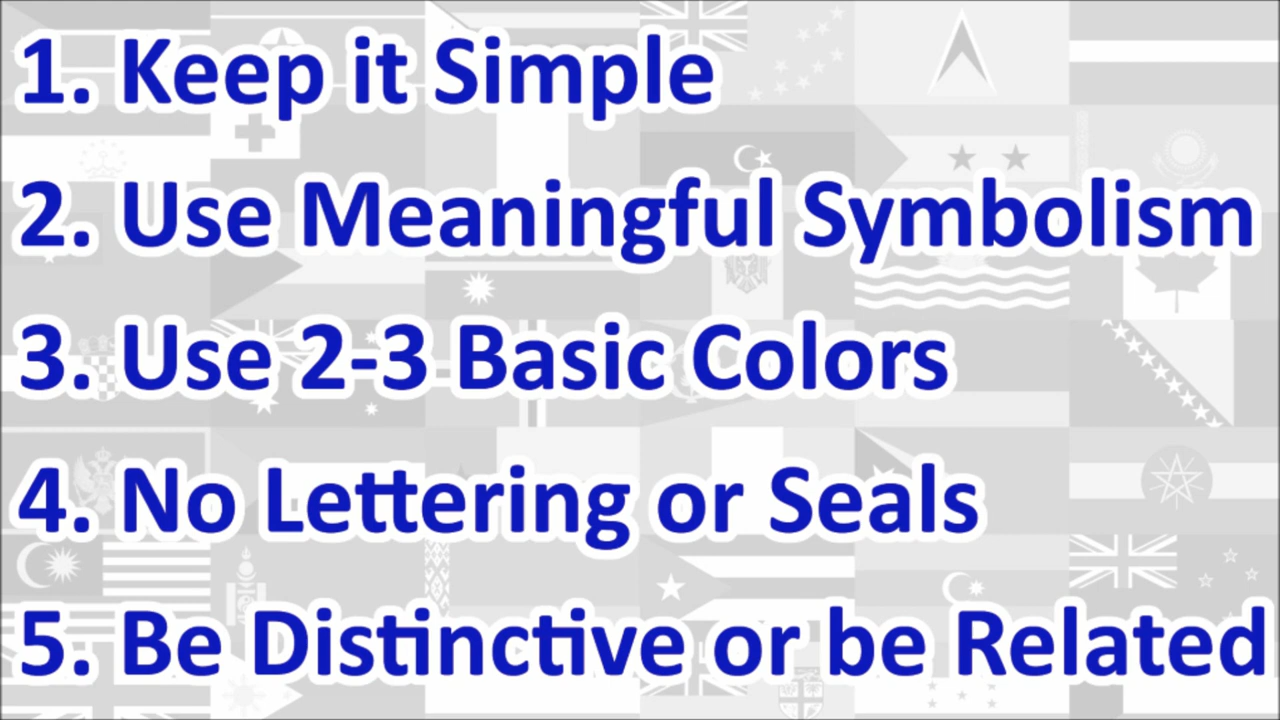 1. Keep it Simple
2. Use Meaningful Symbolism
3. Use 2-3 Basic Colors
4. No Lettering or Seals
5. Be Distinctive or be Related